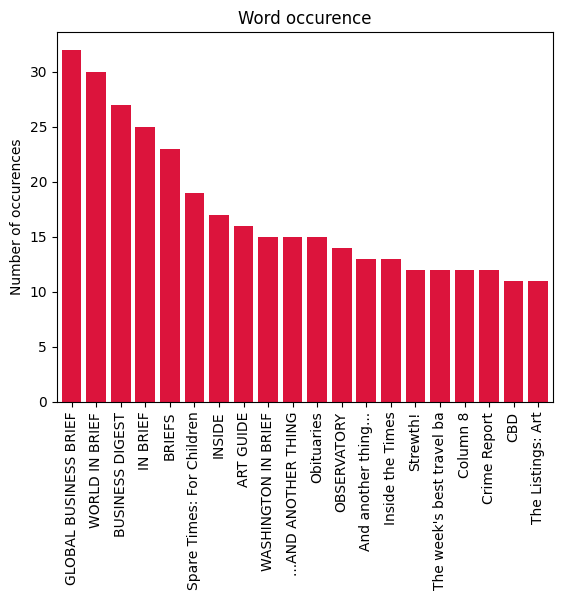 Word occurence
Number of occurences
30
25
20
15
10
5
0
GLOBAL BUSINESS BRIEF
WORLD IN BRIEF
BUSINESS DIGEST
IN BRIEF
BRIEFS
Spare Times: For Children
INSIDE
ART GUIDE
WASHINGTON IN BRIEF
...AND ANOTHER THING
Obituaries
OBSERVATORY
And another thing...
Inside the Times
Strewth!
The week's best travel ba
Column 8
Crime Report
CBD
The Listings: Art